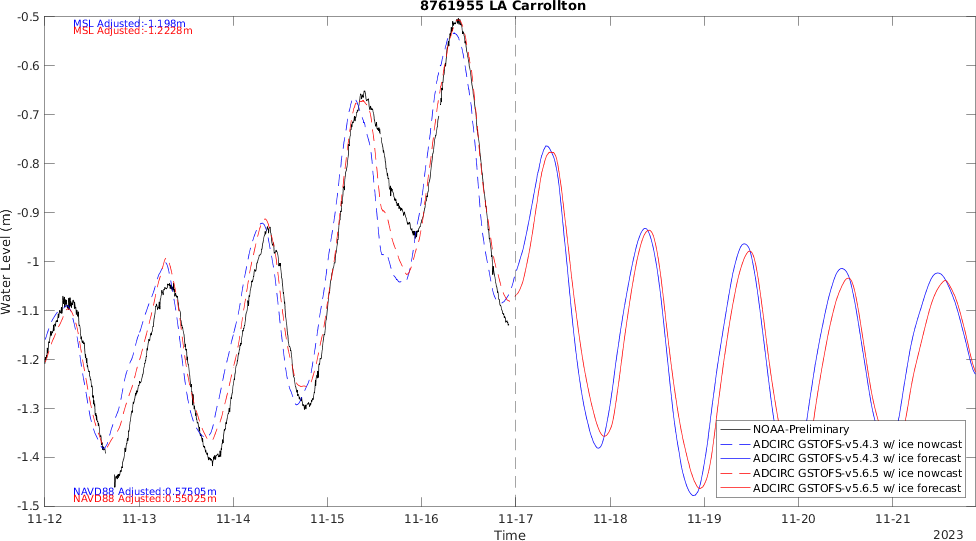 8761955 LA Carrollton
MSL Adjusted:-1.198m
MSL Adjusted:-1.2228m
-0.5
-0.6
-0.7
-0.8
-0.9
-1
-1.1
-1.2
-1.3
-1.4
-1.5
Water Level (m)
NOAA-Preliminary
ADCIRC GSTOFS-v5.4.3 w/ ice nowcast
ADCIRC GSTOFS-v5.4.3 w/ ice forecast
ADCIRC GSTOFS-v5.6.5 w/ ice nowcast
ADCIRC GSTOFS-v5.6.5 w/ ice forecast
NAVD88 Adjusted:0.57505m
NAVD88 Adjusted:0.55025m
11-12 11-13 11-14 11-15 11-16 11-17 11-18 11-19 11-20 11-21
Time
2023